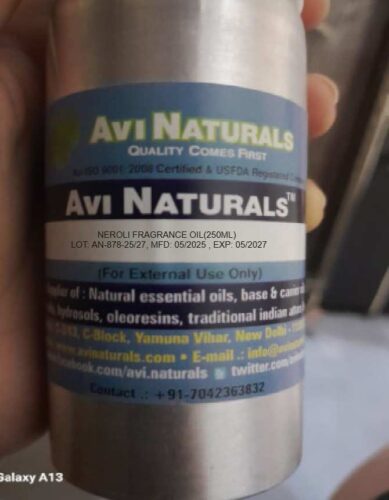 AVI NATURALS
QUALITY COMES FIRST
ISO 9001:2008 Certified & USFDA Registered
AVI NATURALS™
NEROLI FRAGRANCE OIL(250ML)
LOT: AN-878-25/27, MFD: 05/2025 , EXP: 05/2027
(For External Use Only)
of : Natural essential oils, base &
hydrosols, oleoresins, traditional indian
C-Block, Yamuna Vihar, New Delhi -
www.avinaturals.com • E-mail .:
facebook.com/avi.naturals twitter.com/
Contact .: +91-7042363832
Galaxy A13